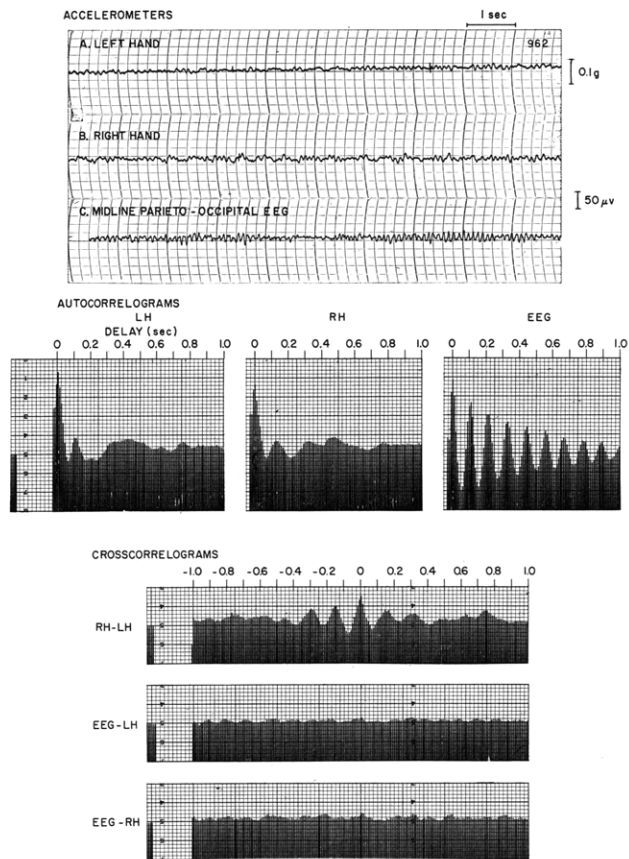 ACCELEROMETERS 1 sec
A. LEFT HAND 962
0.1g
B. RIGHT HAND
50 μv
C. MIDLINE PARIETO-OCCIPITAL EEG
AUTOCORRELOGRAMS
LH RH EEG
DELAY (sec)
0 0.2 0.4 0.6 0.8 1.0 0 0.2 0.4 0.6 0.8 1.0 0 0.2 0.4 0.6 0.8 1.0
CROSSCORRELOGRAMS
-1.0 -0.8 -0.6 -0.4 -0.2 0 0.2 0.4 0.6 0.8 1.0
RH-LH
EEG-LH
EEG-RH